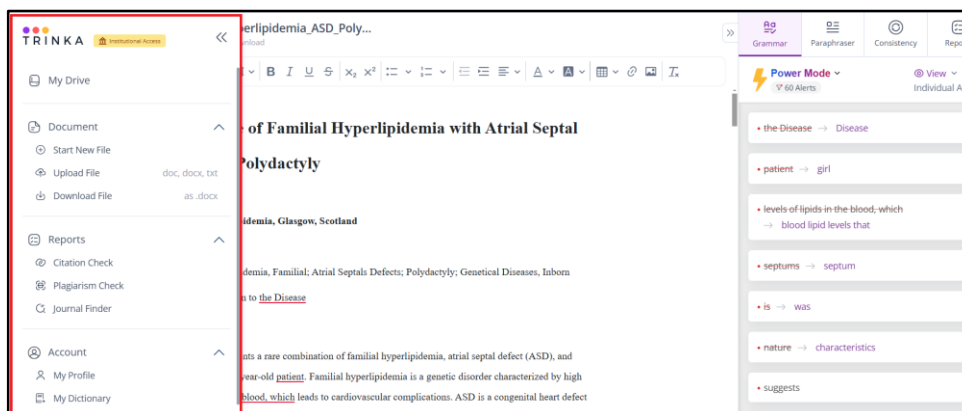 TRINKA
Institutional Access
My Drive
Document
Start New File
Upload File doc, docx, txt
Download File as .docx
Reports
Citation Check
Plagiarism Check
Journal Finder
Account
My Profile
My Dictionary
erlipidemia_ASD_Poly...
B I U S X₂ X² A A
of Familial Hyperlipidemia with Atrial Septal
Polydactyly
idemia, Glasgow, Scotland
demia, Familial; Atrial Septals Defects; Polydactyly; Genetical Diseases, Inborn
n to the Disease
nts a rare combination of familial hyperlipidemia, atrial septal defect (ASD), and
year-old patient. Familial hyperlipidemia is a genetic disorder characterized by high
blood, which leads to cardiovascular complications. ASD is a congenital heart defect
Grammar
Paraphraser
Consistency
Repo
Power Mode
60 Alerts
View
Individual A
the Disease → Disease
patient → girl
levels of lipids in the blood, which
→ blood lipid levels that
septums → septum
is → was
nature → characteristics
suggests